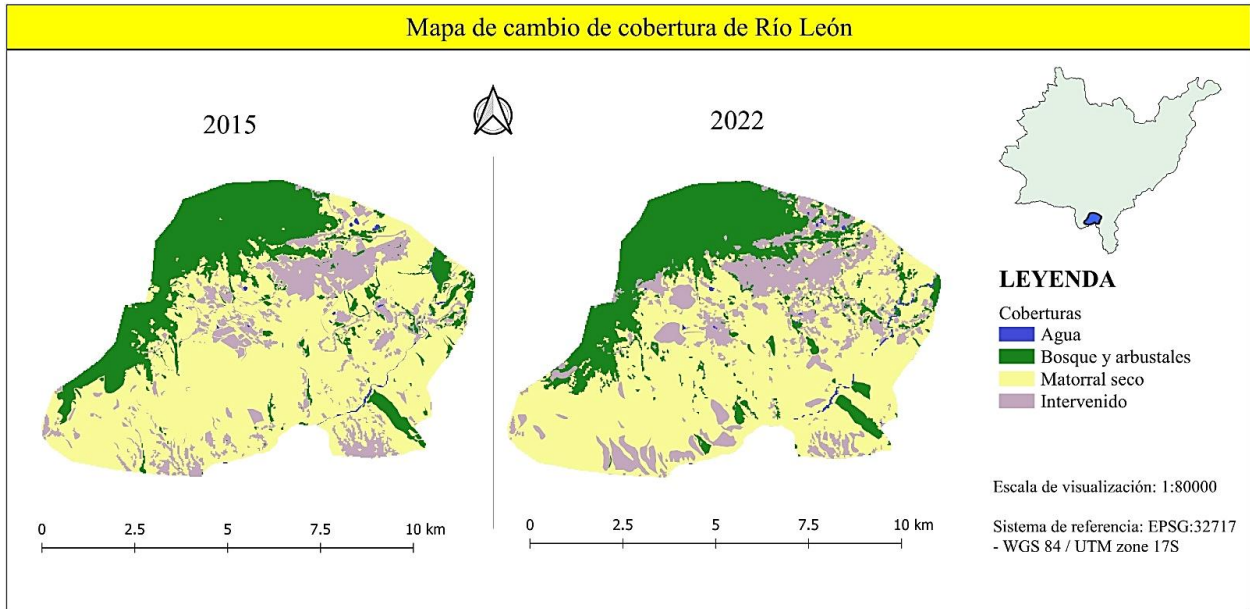 Mapa de cambio de cobertura de Río León
2015
2022
LEYENDA
Coberturas
Agua
Bosque y arbustales
Matorral seco
Intervenido
Escala de visualización: 1:80000
Sistema de referencia: EPSG:32717
- WGS 84 / UTM zone 17S
0 2.5 5 7.5 10 km
0 2.5 5 7.5 10 km